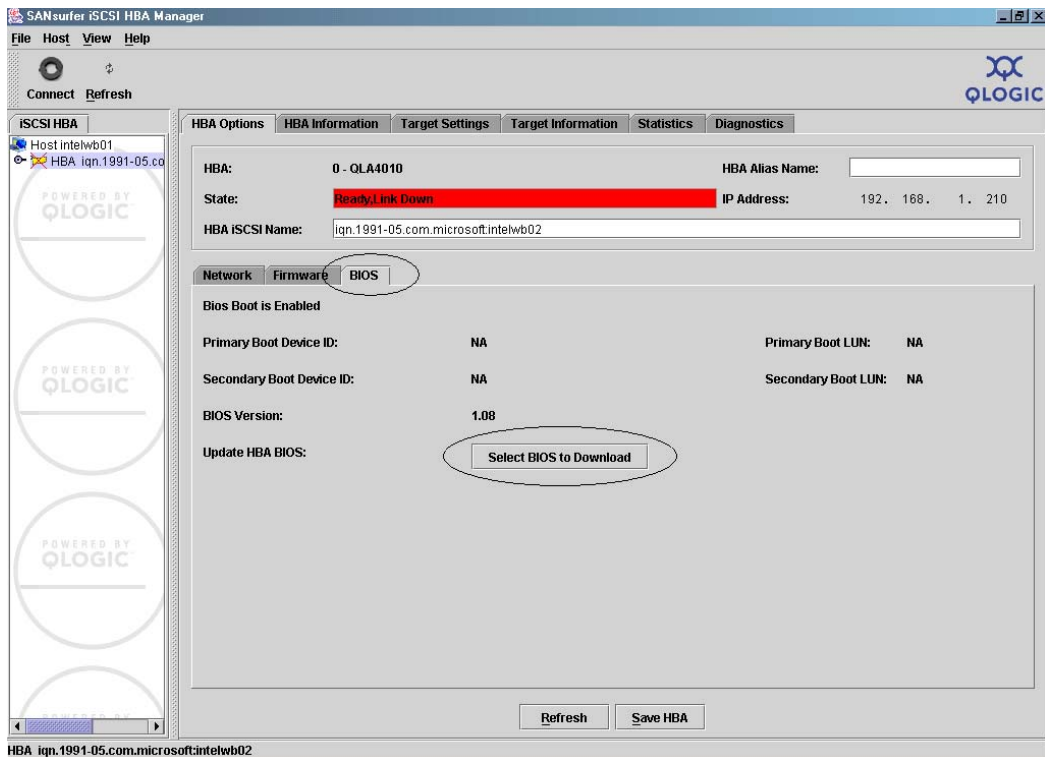 SANsurfer iSCSI HBA Manager
File Host View Help
Connect Refresh
QLOGIC
iSCSI HBA
Host intelwb01
HBA iqn.1991-05.co
POWERED BY
QLOGIC
POWERED BY
QLOGIC
POWERED BY
QLOGIC
POWERED BY
HBA Options HBA Information Target Settings Target Information Statistics Diagnostics
HBA: 0 - QLA4010 HBA Alias Name:
State: Ready,Link Down IP Address: 192. 168. 1. 210
HBA iSCSI Name: iqn.1991-05.com.microsoft:intelwb02
Network Firmware BIOS
Bios Boot is Enabled
Primary Boot Device ID: NA Primary Boot LUN: NA
Secondary Boot Device ID: NA Secondary Boot LUN: NA
BIOS Version: 1.08
Update HBA BIOS: Select BIOS to Download
Refresh Save HBA
HBA iqn.1991-05.com.microsoft:intelwb02